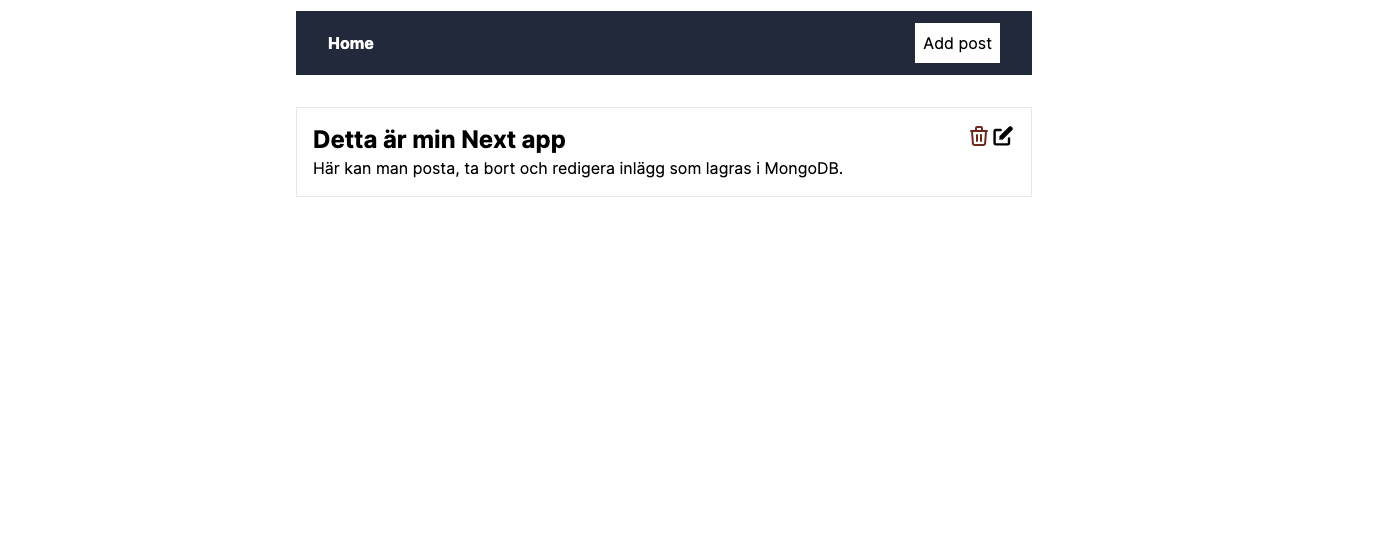 Home
Add post
Detta är min Next app
Här kan man posta, ta bort och redigera inlägg som lagras i MongoDB.